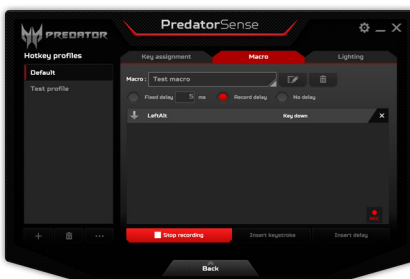 PREDATOR
PredatorSense
Hotkey profiles
Key assignment
Macro
Lighting
Default
Test profile
Macro : Test macro
Fixed delay 5 ms Record delay No delay
LeftAlt Key down
Stop recording
Insert keystroke
Insert delay
Back